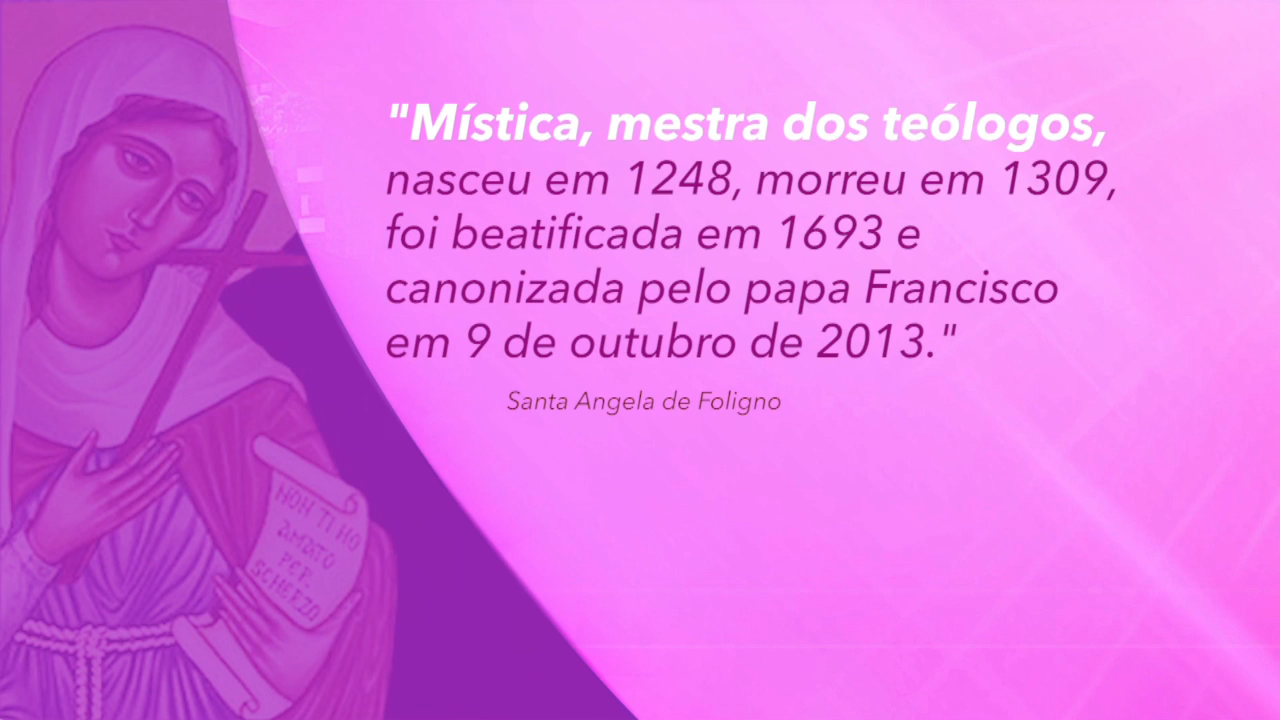 "Mística, mestra dos teólogos,
nasceu em 1248, morreu em 1309,
foi beatificada em 1693 e
canonizada pelo papa Francisco
em 9 de outubro de 2013."
Santa Angela de Foligno
NON TI HO
AMATO
PER
SCHERZO